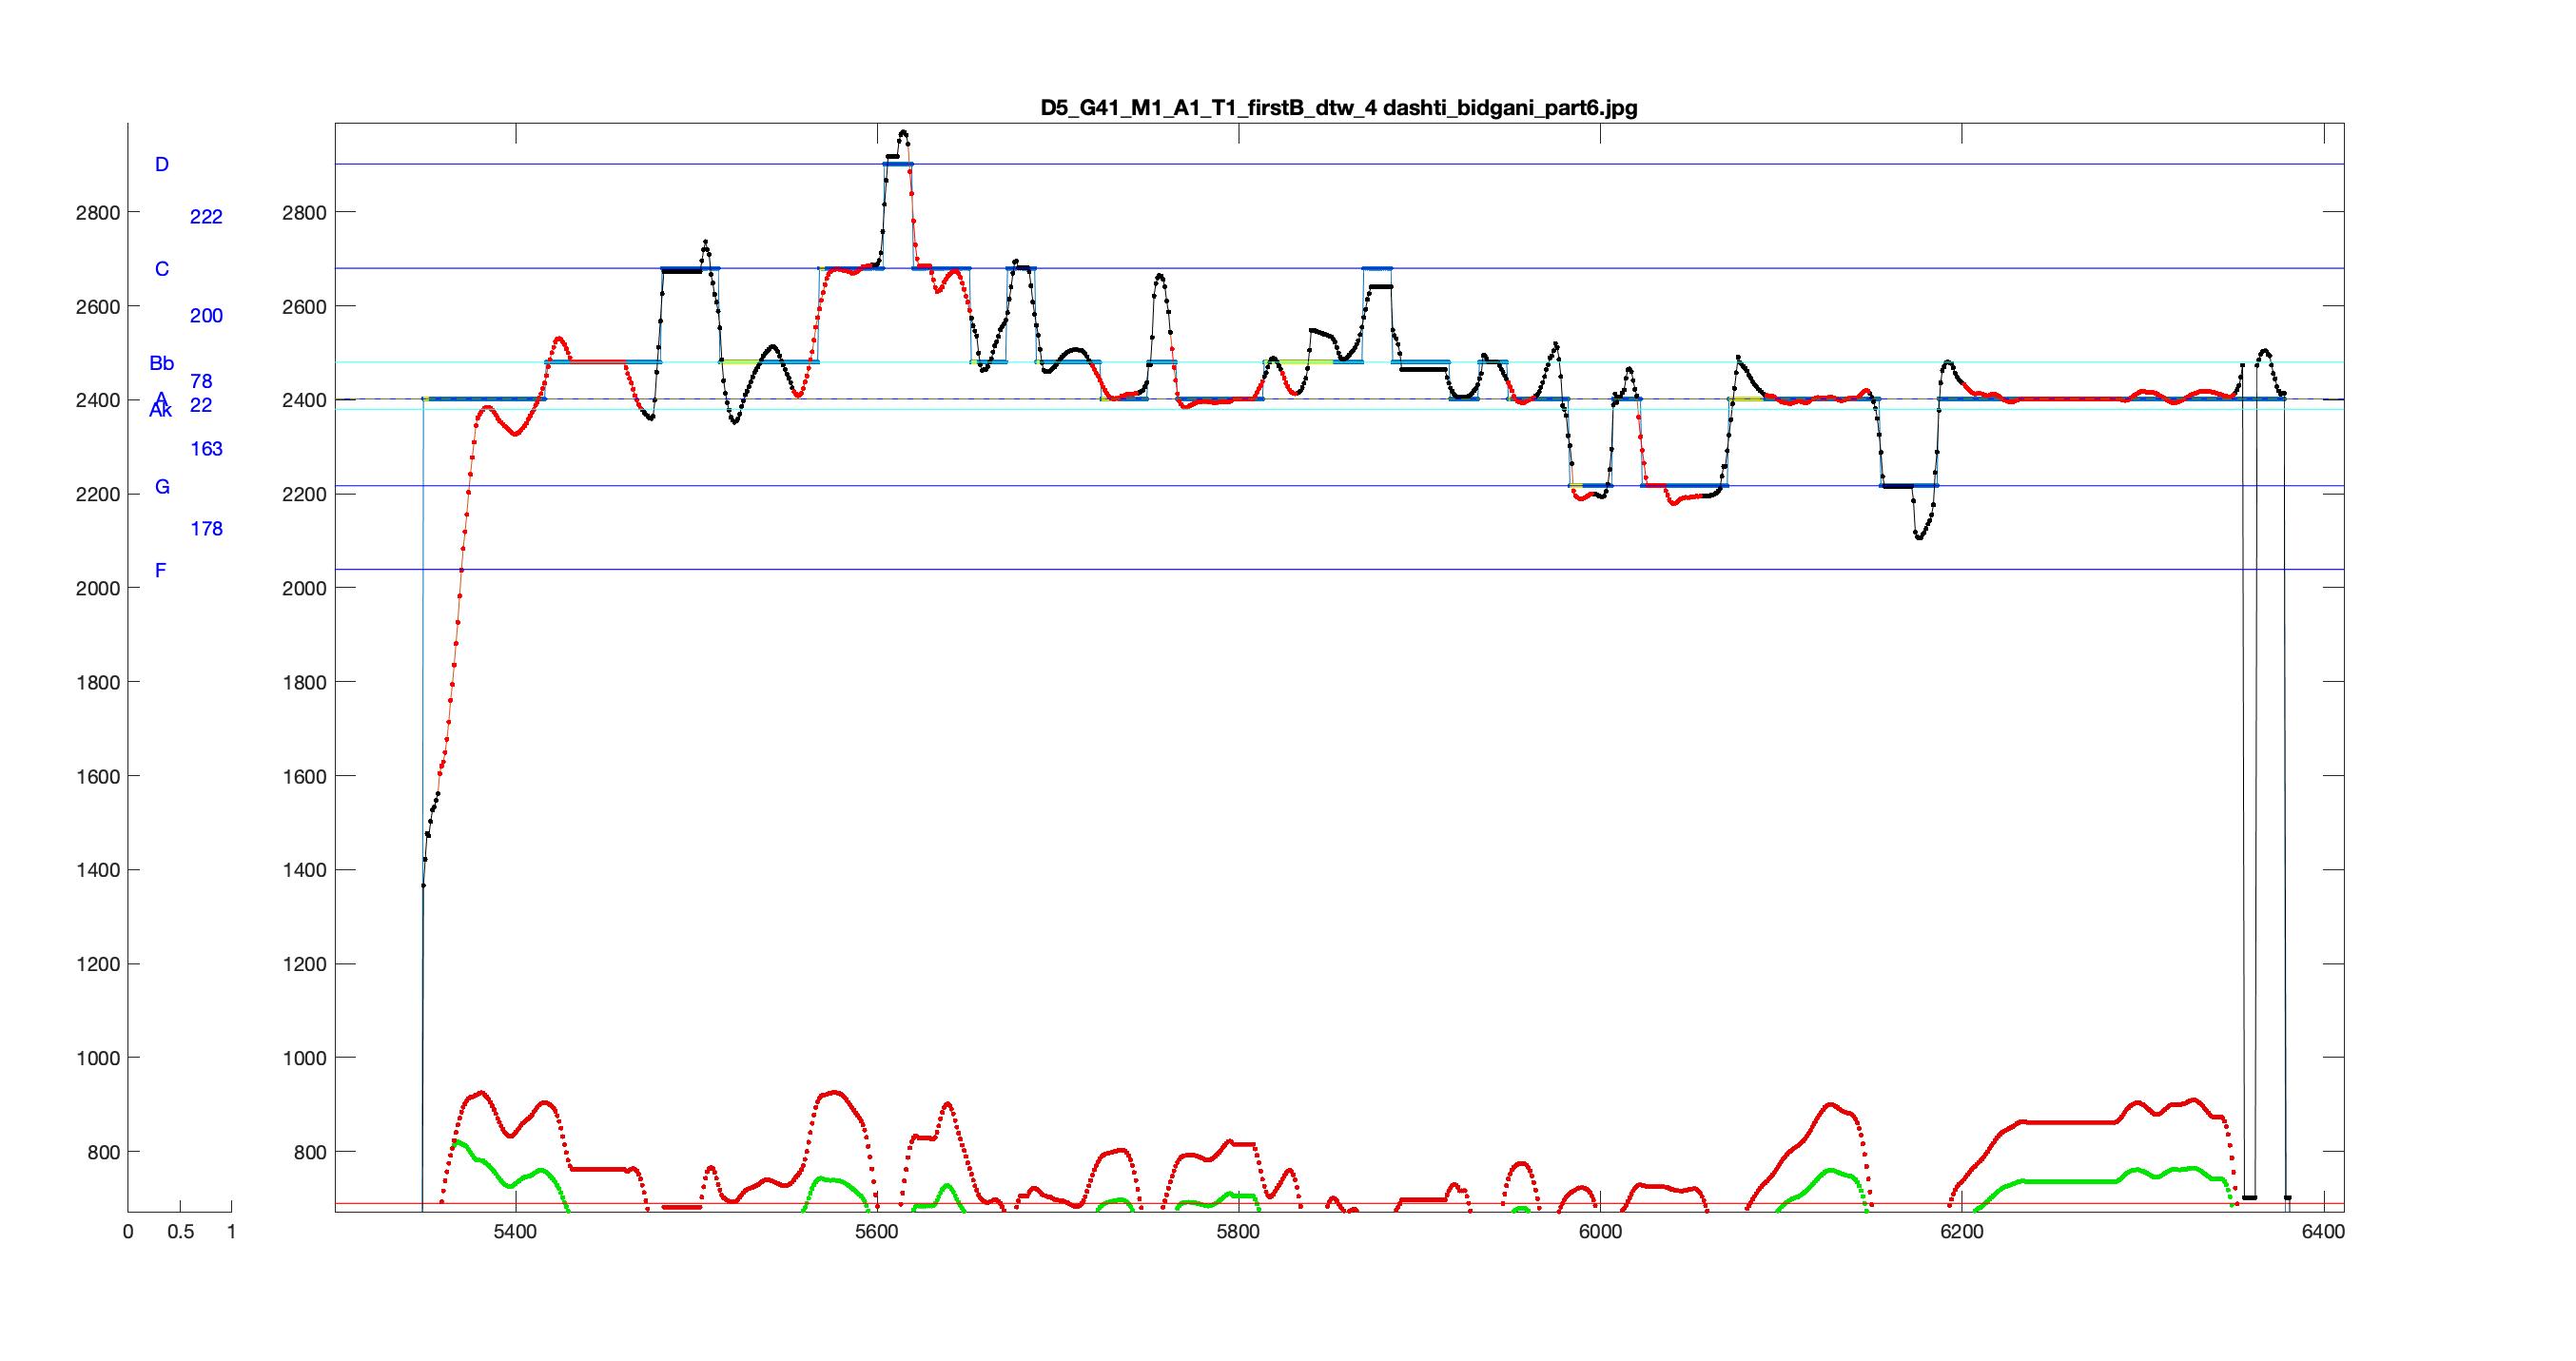 D5_G41_M1_A1_T1_firstB_dtw_4 dashti_bidgani_part6.jpg
D
2800 222 2800
C
2600 200 2600
Bb
78
2400 A 22 2400
Ak
163
G
2200 2200
178
F
2000 2000
1800 1800
1600 1600
1400 1400
1200 1200
1000 1000
800 800
0 0.5 1 5400 5600 5800 6000 6200 6400